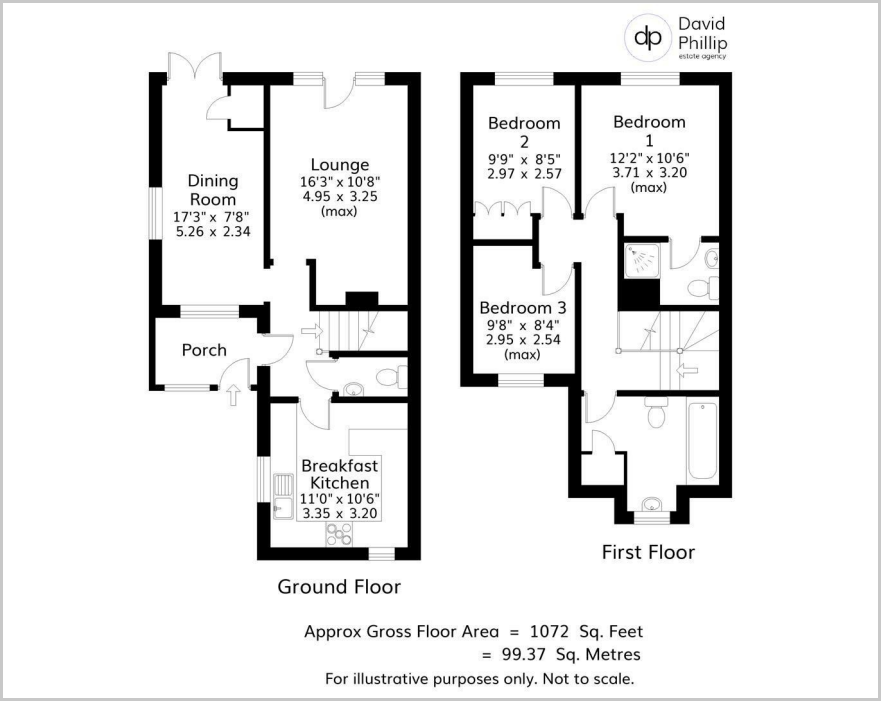 dp
David
Phillip
estate agency
Dining
Room
17'3" x 7'8"
5.26 x 2.34
Lounge
16'3" x 10'8"
4.95 x 3.25
(max)
Porch
Breakfast
Kitchen
11'0" x 10'6"
3.35 x 3.20
Ground Floor
Bedroom
2
9'9" x 8'5"
2.97 x 2.57
Bedroom
1
12'2" x 10'6"
3.71 x 3.20
(max)
Bedroom 3
9'8" x 8'4"
2.95 x 2.54
(max)
First Floor
Approx Gross Floor Area = 1072 Sq. Feet
= 99.37 Sq. Metres
For illustrative purposes only. Not to scale.